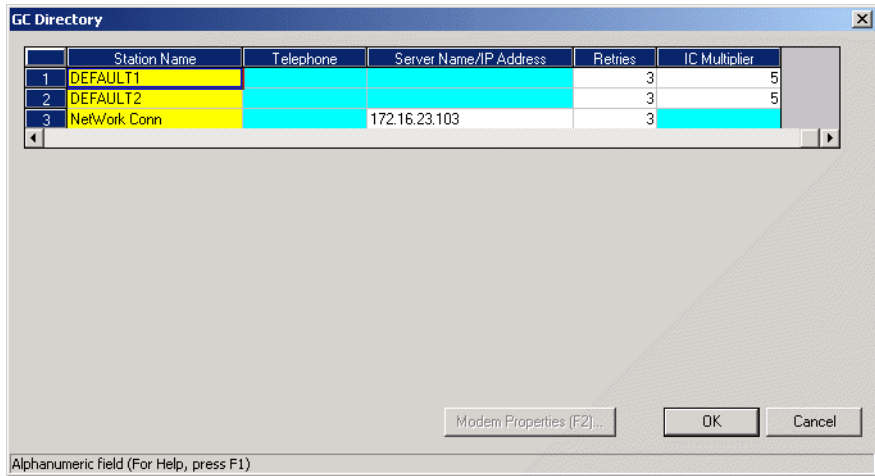 GC Directory
Station Name Telephone Server Name/IP Address Retries IC Multiplier
1 DEFAULT1 3 5
2 DEFAULT2 3 5
3 NetWork Conn 172.16.23.103 3
Modem Properties (F2)...
OK
Cancel
Alphanumeric field (For Help, press F1)